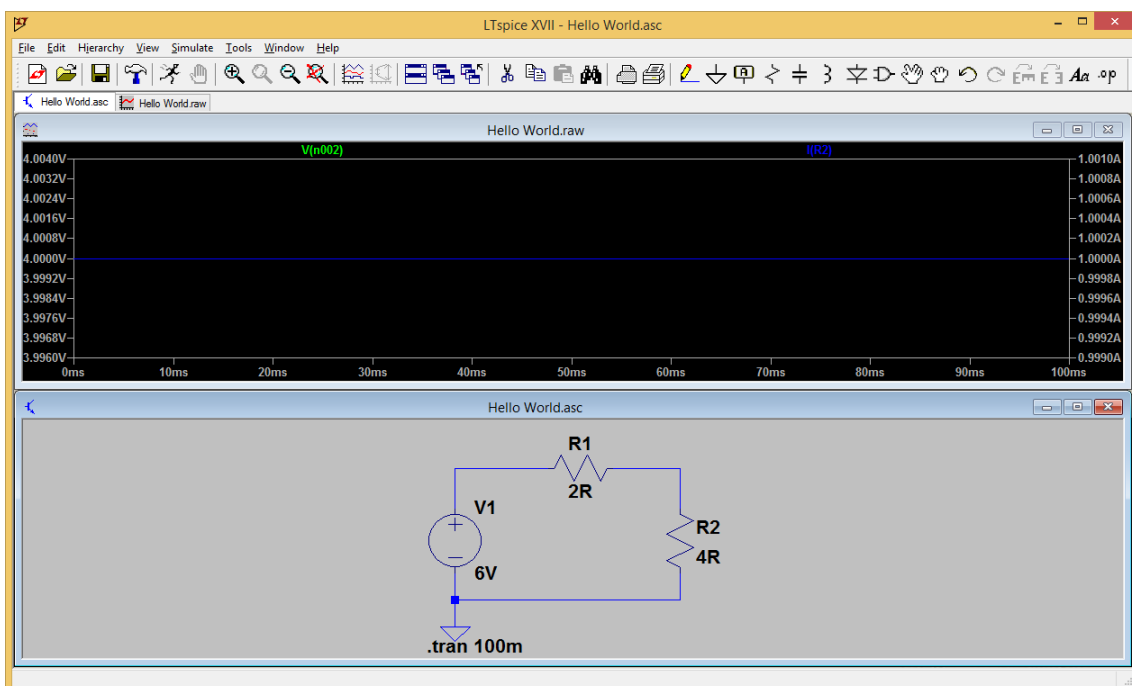 LTspice XVII - Hello World.asc
File Edit Hierarchy View Simulate Tools Window Help
Aa .op
Hello World.asc Hello World.raw
Hello World.raw
V(n002) I(R2)
4.0040V 1.0010A
4.0032V 1.0008A
4.0024V 1.0006A
4.0016V 1.0004A
4.0008V 1.0002A
4.0000V 1.0000A
3.9992V 0.9998A
3.9984V 0.9996A
3.9976V 0.9994A
3.9968V 0.9992A
3.9960V 0.9990A
0ms 10ms 20ms 30ms 40ms 50ms 60ms 70ms 80ms 90ms 100ms
Hello World.asc
R1
2R
V1
R2
4R
6V
.tran 100m